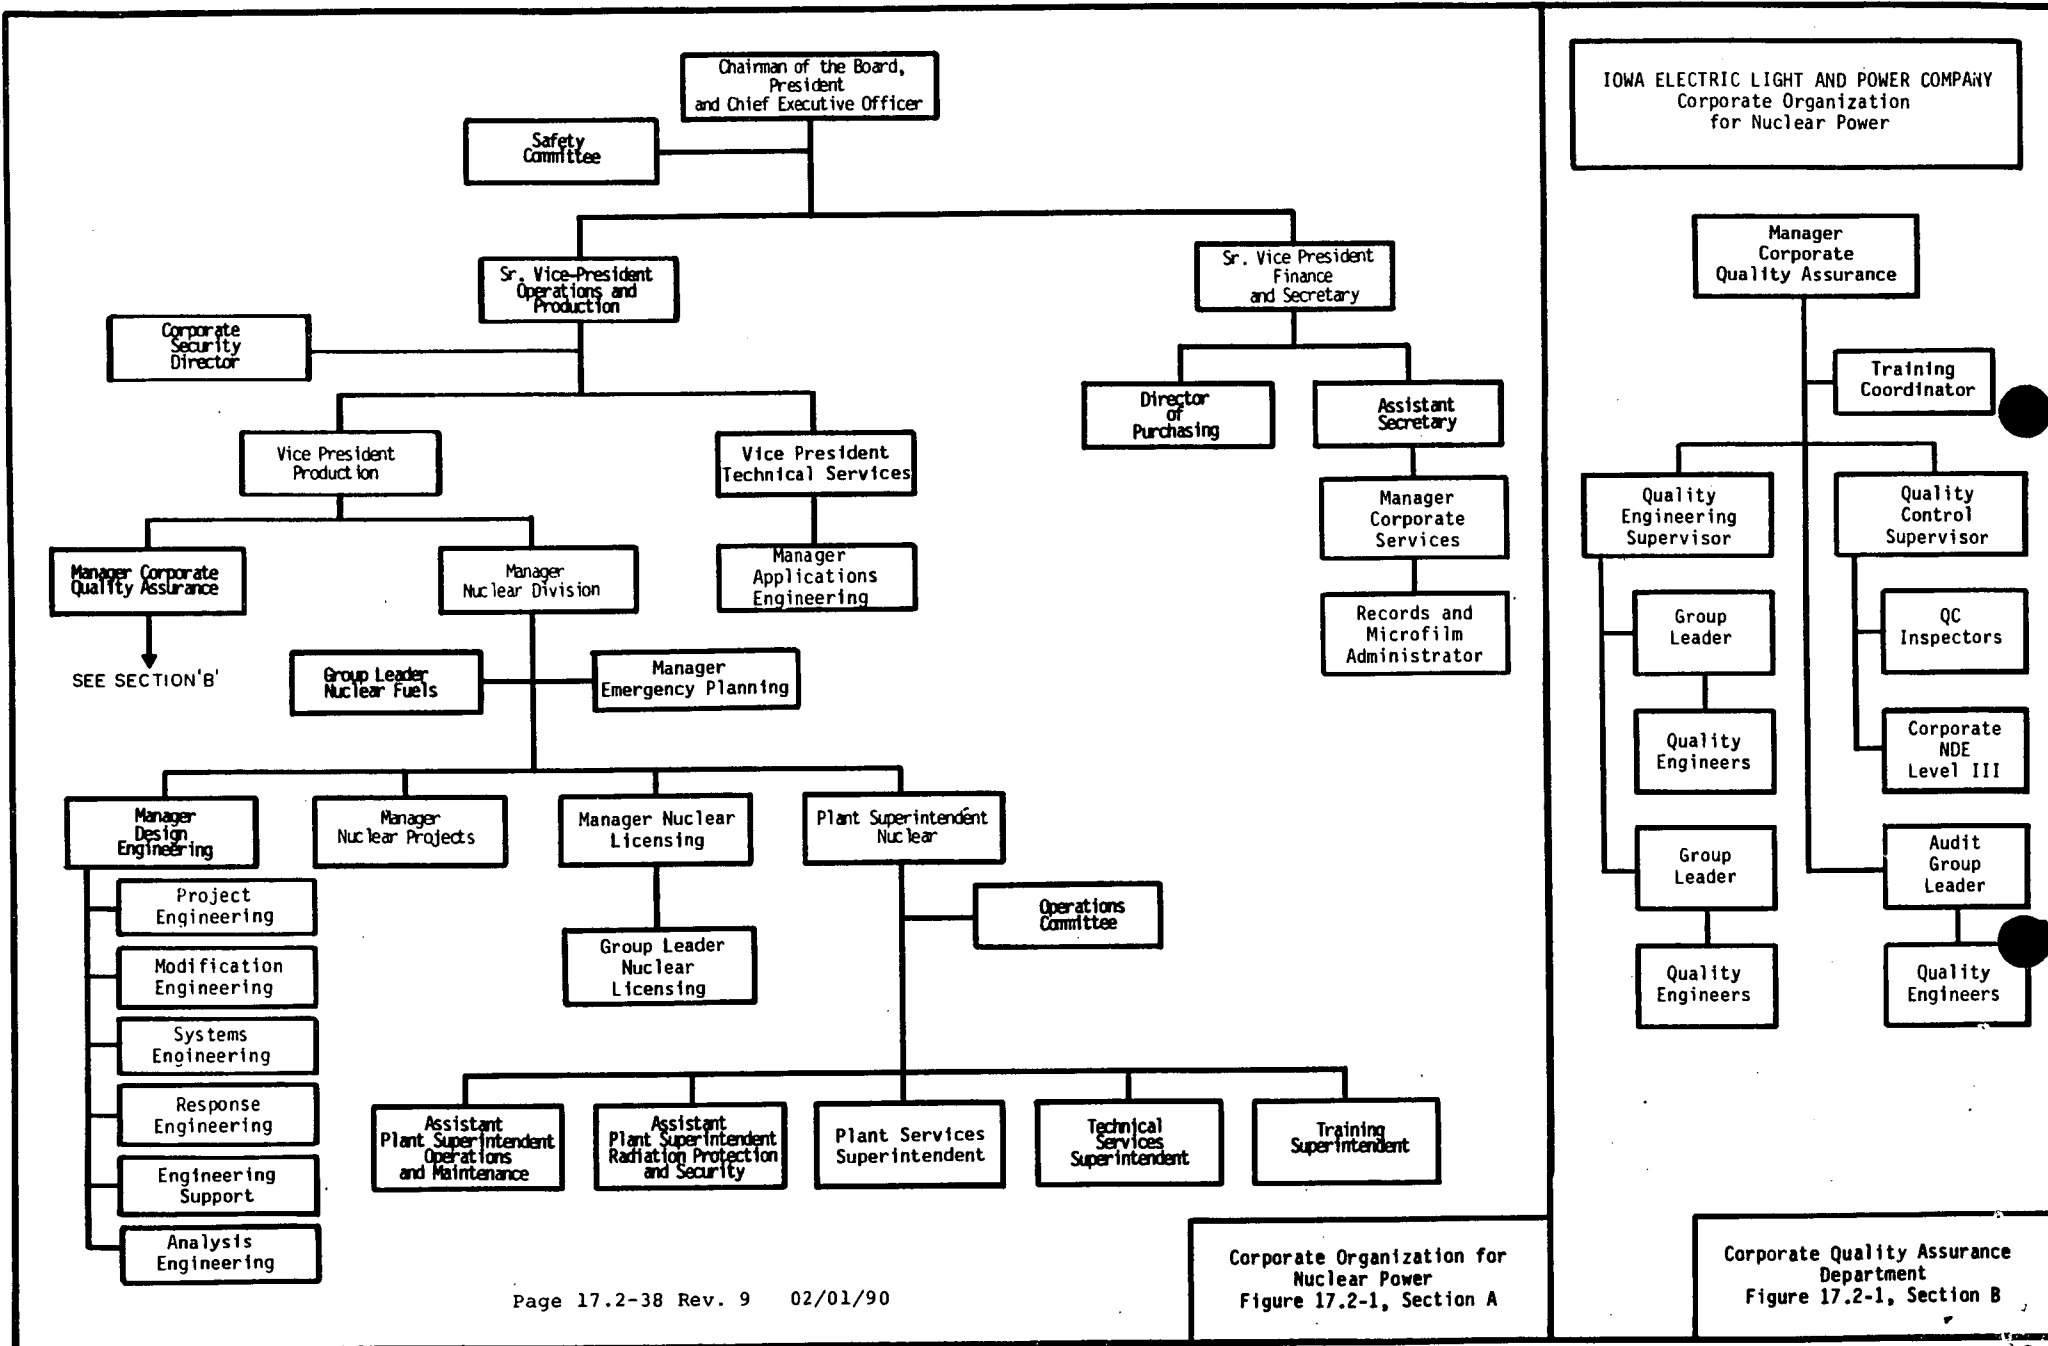 Chairman of the Board,
President
and Chief Executive Officer
Safety
Committee
Sr. Vice-President
Operations and
Production
Sr. Vice President
Finance
and Secretary
Corporate
Security
Director
Director
of
Purchasing
Assistant
Secretary
Vice President
Production
Vice President
Technical Services
Manager
Corporate
Services
Manager Corporate
Quality Assurance
Manager
Nuclear Division
Manager
Applications
Engineering
Records and
Microfilm
Administrator
SEE SECTION'B'
Group Leader
Nuclear Fuels
Manager
Emergency Planning
Manager
Design
Engineering
Manager
Nuclear Projects
Manager Nuclear
Licensing
Plant Superintendent
Nuclear
Project
Engineering
Modification
Engineering
Systems
Engineering
Response
Engineering
Engineering
Support
Analysis
Engineering
Group Leader
Nuclear
Licensing
Operations
Committee
Assistant
Plant Superintendent
Operations
and Maintenance
Assistant
Plant Superintendent
Radiation Protection
and Security
Plant Services
Superintendent
Technical
Services
Superintendent
Training
Superintendent
Page 17.2-38 Rev. 9 02/01/90
Corporate Organization for
Nuclear Power
Figure 17.2-1, Section A
IOWA ELECTRIC LIGHT AND POWER COMPANY
Corporate Organization
for Nuclear Power
Manager
Corporate
Quality Assurance
Training
Coordinator
Quality
Engineering
Supervisor
Quality
Control
Supervisor
Group
Leader
QC
Inspectors
Quality
Engineers
Corporate
NDE
Level III
Group
Leader
Audit
Group
Leader
Quality
Engineers
Quality
Engineers
Corporate Quality Assurance
Department
Figure 17.2-1, Section B